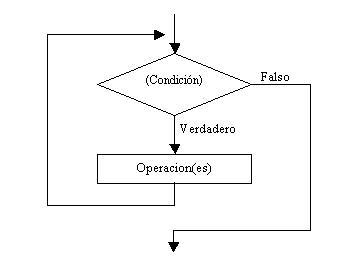 (Condición)
Falso
Verdadero
Operacion(es)